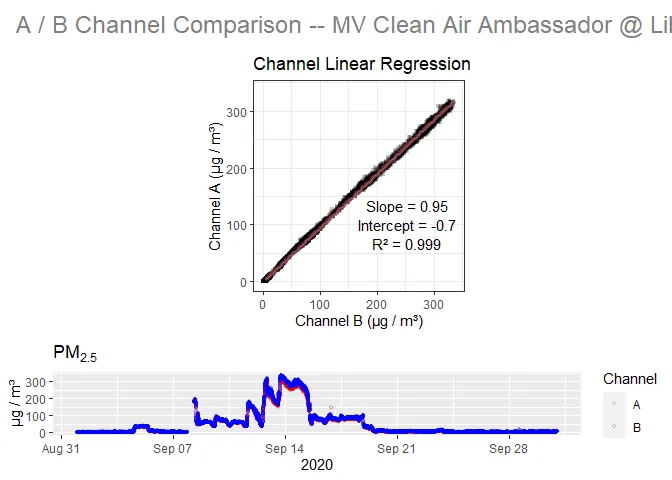 A / B Channel Comparison -- MV Clean Air Ambassador @ Li
Channel Linear Regression
Channel A (µg / m³)
300
200
100
0
Slope = 0.95
Intercept = -0.7
R² = 0.999
0 100 200 300
Channel B (µg / m³)
PM2.5
µg / m³
300
200
100
0
Aug 31 Sep 07 Sep 14 Sep 21 Sep 28
2020
Channel
A
B